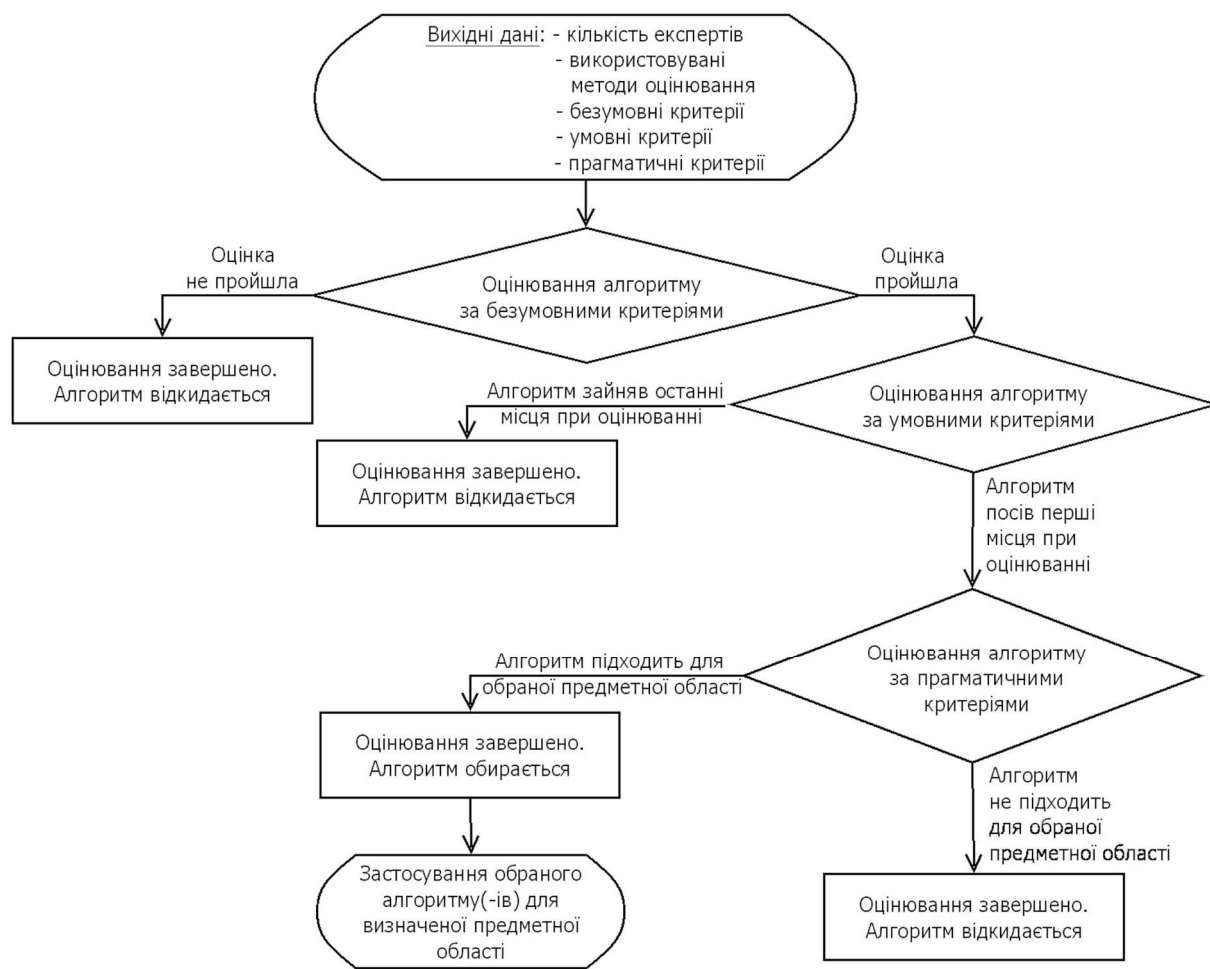 Вихідні дані: - кількість експертів
- використовувані
методи оцінювання
- безумовні критерії
- умовні критерії
- прагматичні критерії
Оцінка
не пройшла
Оцінювання алгоритму
за безумовними критеріями
Оцінка
пройшла
Оцінювання завершено.
Алгоритм відкидається
Алгоритм зайняв останні
місця при оцінюванні
Оцінювання алгоритму
за умовними критеріями
Оцінювання завершено.
Алгоритм відкидається
Алгоритм
посів перші
місця при
оцінюванні
Алгоритм підходить для
обраної предметної області
Оцінювання алгоритму
за прагматичними
критеріями
Оцінювання завершено.
Алгоритм обирається
Алгоритм
не підходить
для обраної
предметної області
Застосування обраного
алгоритму(-ів) для
визначеної предметної
області
Оцінювання завершено.
Алгоритм відкидається